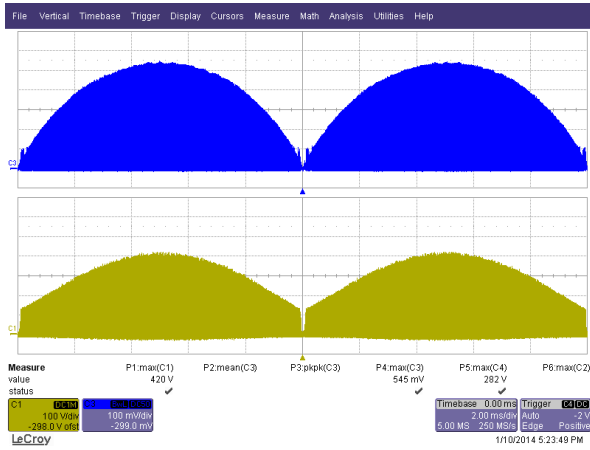 File Vertical Timebase Trigger Display Cursors Measure Math Analysis Utilities Help
C3
C1
Measure P1:max(C1) P2:mean(C3) P3:pkpk(C3) P4:max(C3) P5:max(C4) P6:max(C2)
value 420 V 545 mV 282 V
status
C1 DC1M
100 V/div
-298.0 V ofst
C3
100 mV/div
-299.0 mV
Timebase 0.00 ms
2.00 ms/div
5.00 MS 250 MS/s
Trigger C4 DC
Auto -2 V
Edge Positive
LeCroy
1/10/2014 5:23:49 PM